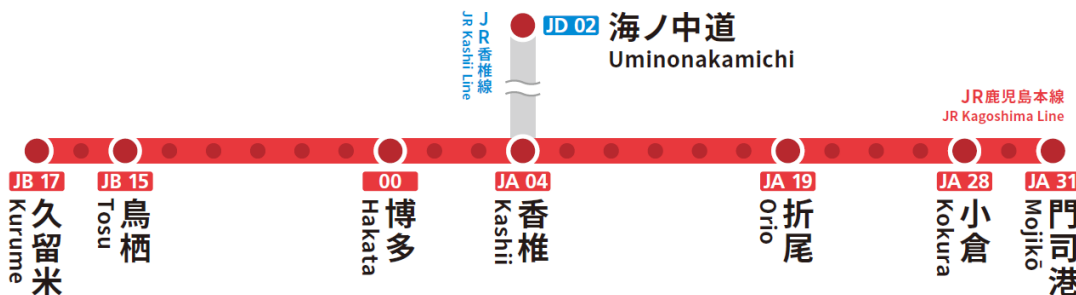 JR香椎線
JR Kashii Line
JD 02
海ノ中道
Uminonakamichi
JR鹿児島本線
JR Kagoshima Line
JB 17
久留米
Kurume
JB 15
鳥栖
Tosu
00
博多
Hakata
JA 04
香椎
Kashii
JA 19
折尾
Orio
JA 28
小倉
Kokura
JA 31
門司港
Mojikō